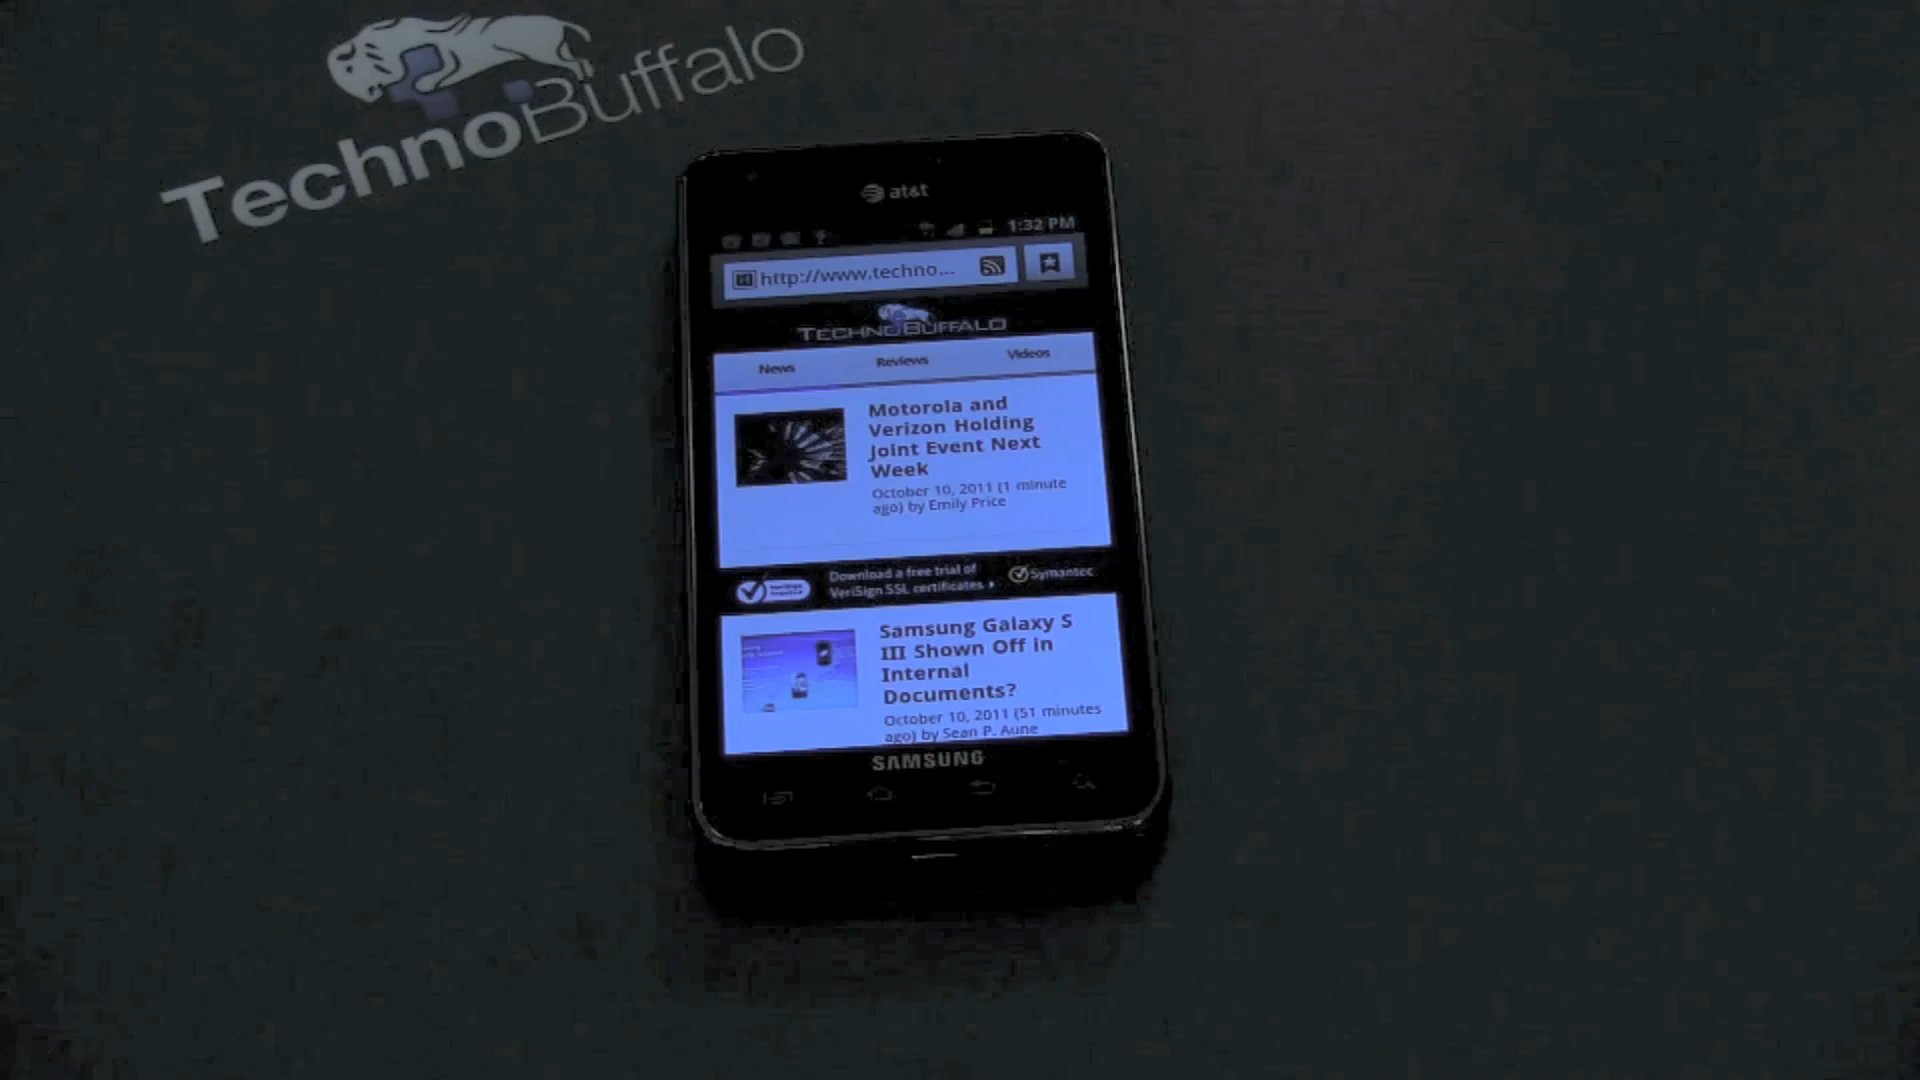 TechnoBuffalo
at&t
1:32 PM
http://www.techno...
TECHNOBUFFALO
News Reviews Videos
Motorola and
Verizon Holding
Joint Event Next
Week
October 10, 2011 (1 minute
ago) by Emily Price
Download a free trial of
VeriSign SSL certificates
Symantec
Samsung Galaxy S
III Shown Off in
Internal
Documents?
October 10, 2011 (51 minutes
ago) by Sean P. Aune
SAMSUNG